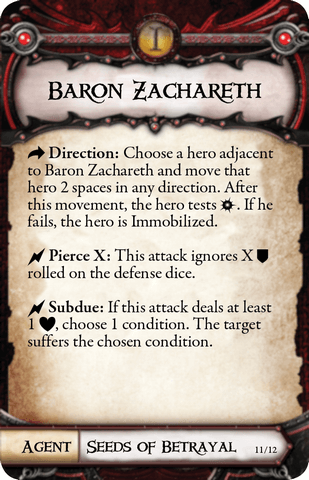 I
Baron Zachareth
Direction: Choose a hero adjacent
to Baron Zachareth and move that
hero 2 spaces in any direction. After
this movement, the hero tests . If he
fails, the hero is Immobilized.
Pierce X: This attack ignores X
rolled on the defense dice.
Subdue: If this attack deals at least
1 , choose 1 condition. The target
suffers the chosen condition.
Agent Seeds of Betrayal 11/12